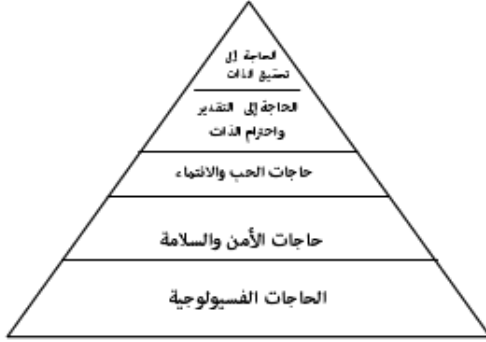 الحاجة إلى
تحقيق الذات
الحاجة إلى التقدير
واحترام الذات
حاجات الحب والانتماء
حاجات الأمن والسلامة
الحاجات الفسيولوجية